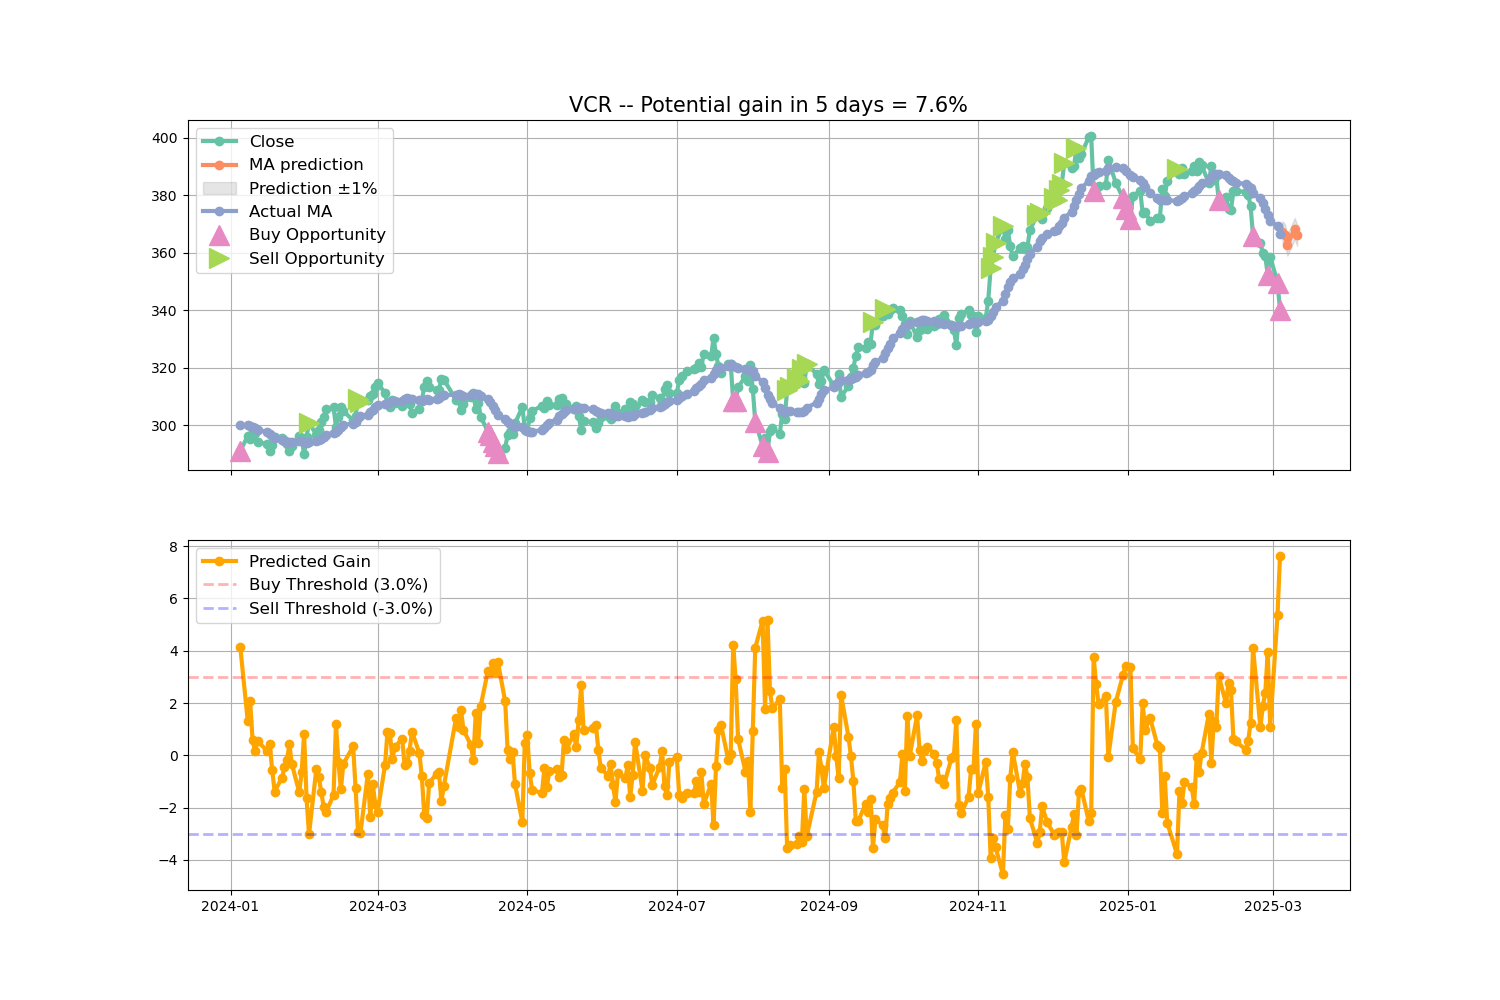 VCR -- Potential gain in 5 days = 7.6%
400
380
360
340
320
300
Close
MA prediction
Prediction ±1%
Actual MA
Buy Opportunity
Sell Opportunity
8
6
4
2
0
−2
−4
Predicted Gain
Buy Threshold (3.0%)
Sell Threshold (-3.0%)
2024-01
2024-03
2024-05
2024-07
2024-09
2024-11
2025-01
2025-03